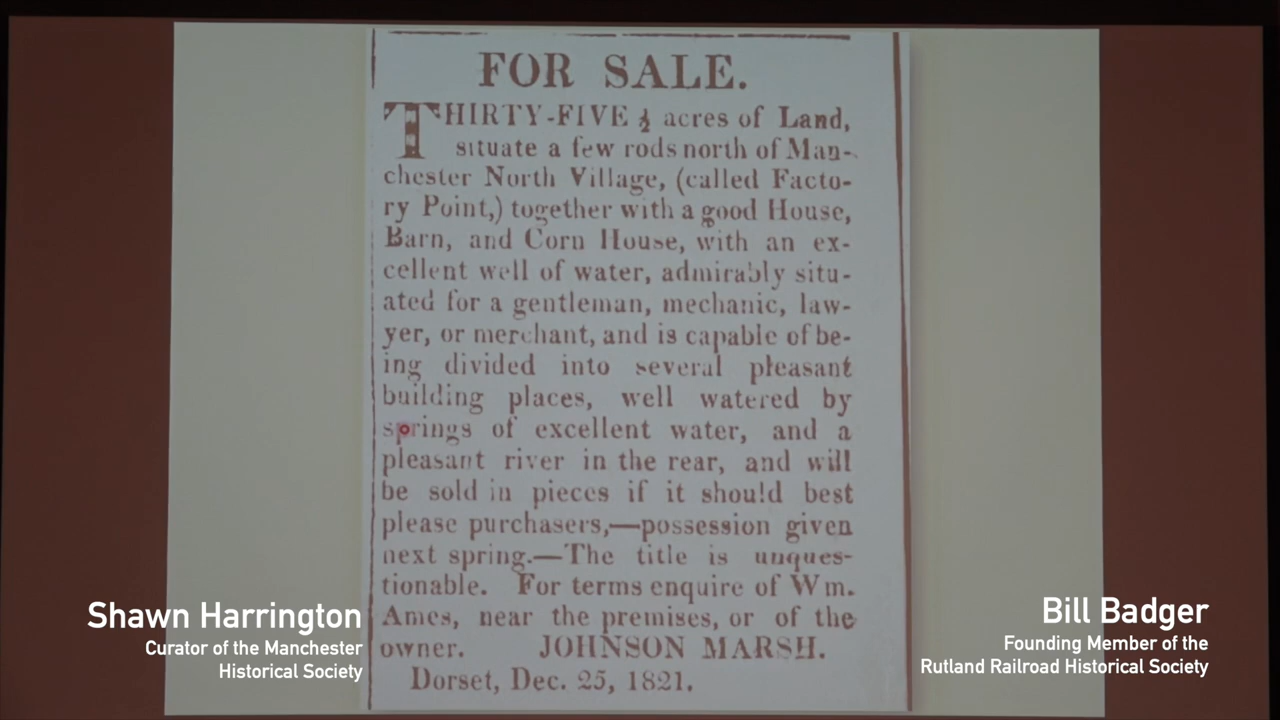 FOR SALE.
THIRTY-FIVE ½ acres of Land,
situate a few rods north of Man-
chester North Village, (called Facto-
ry Point,) together with a good House,
Barn, and Corn House, with an ex-
cellent well of water, admirably situ-
ated for a gentleman, mechanic, law-
yer, or merchant, and is capable of be-
ing divided into several pleasant
building places, well watered by
springs of excellent water, and a
pleasant river in the rear, and will
be sold in pieces if it should best
please purchasers,—possession given
next spring.—The title is unques-
tionable. For terms enquire of Wm.
Ames, near the premises, or of the
owner. JOHNSON MARSH.
Dorset, Dec. 25, 1821.
Shawn Harrington
Curator of the Manchester
Historical Society
Bill Badger
Founding Member of the
Rutland Railroad Historical Society